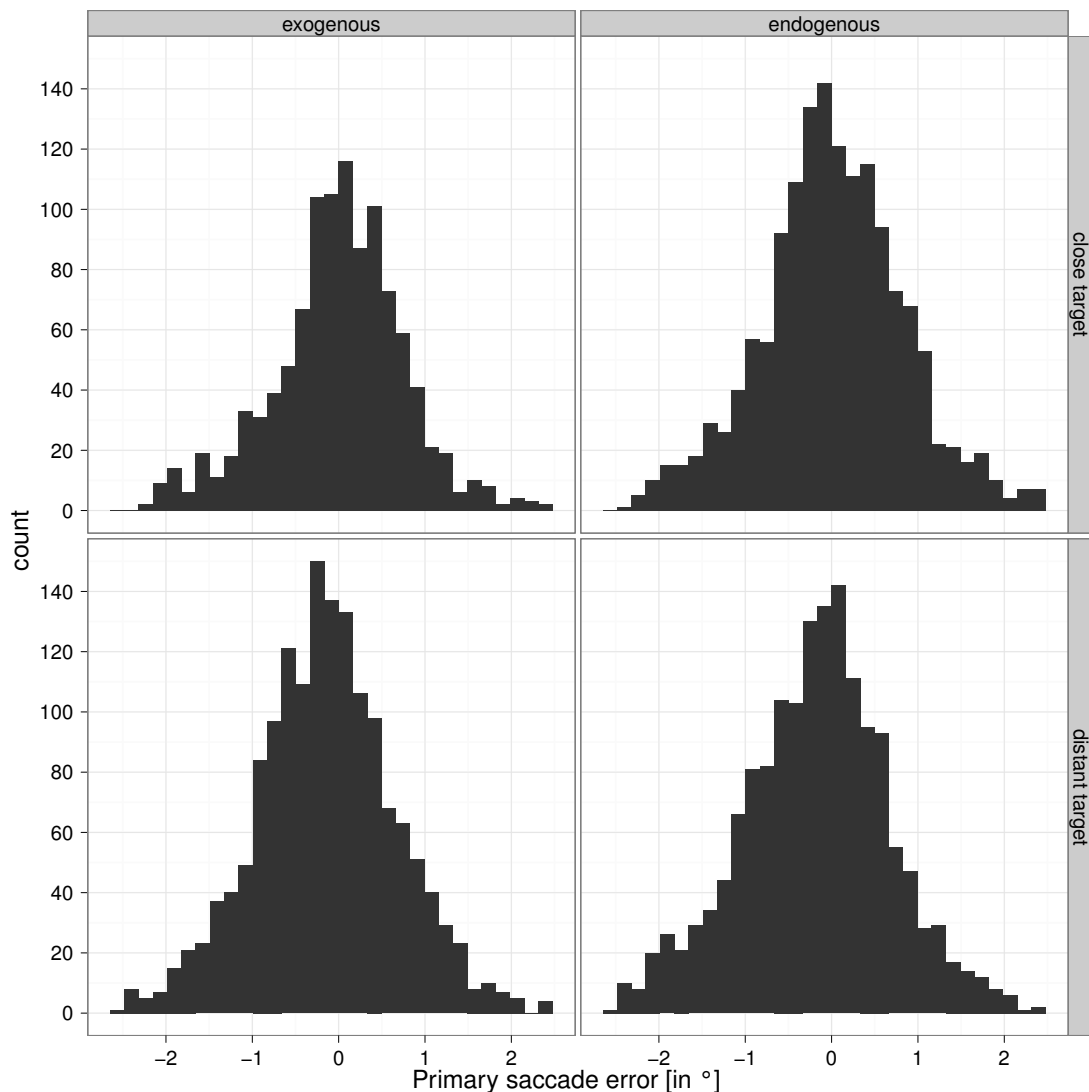 exogenous
endogenous
140
120
100
80
60
40
20
0
close target
count
140
120
100
80
60
40
20
0
distant target
−2 −1 0 1 2
−2 −1 0 1 2
Primary saccade error [in °]